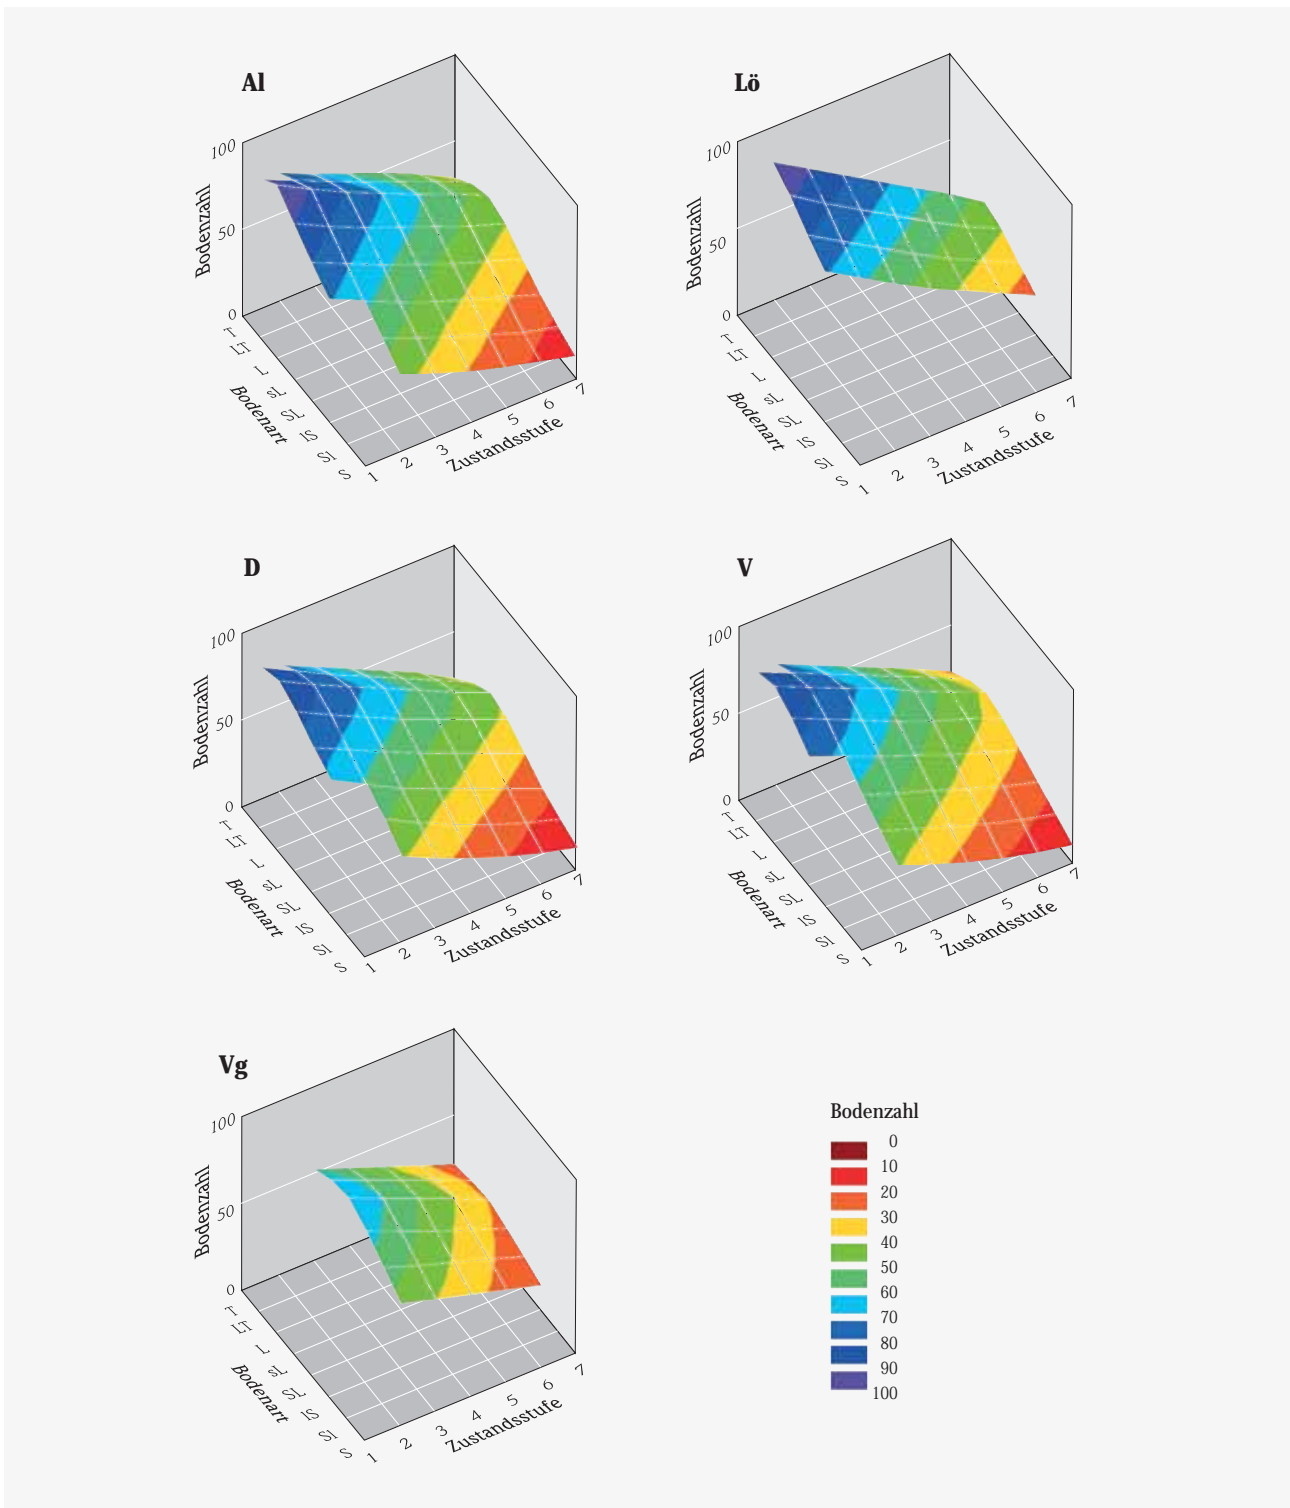 Al
100
50
0
Bodenzahl
T
LT
L
sL
SL
lS
Sl
S
Bodenart
1
2
3
4
5
6
7
Zustandsstufe
Lö
100
50
0
Bodenzahl
T
LT
L
sL
SL
lS
Sl
S
Bodenart
1
2
3
4
5
6
7
Zustandsstufe
D
100
50
0
Bodenzahl
T
LT
L
sL
SL
lS
Sl
S
Bodenart
1
2
3
4
5
6
7
Zustandsstufe
V
100
50
0
Bodenzahl
T
LT
L
sL
SL
lS
Sl
S
Bodenart
1
2
3
4
5
6
7
Zustandsstufe
Vg
100
50
0
Bodenzahl
T
LT
L
sL
SL
lS
Sl
S
Bodenart
1
2
3
4
5
6
7
Zustandsstufe
Bodenzahl
0
10
20
30
40
50
60
70
80
90
100